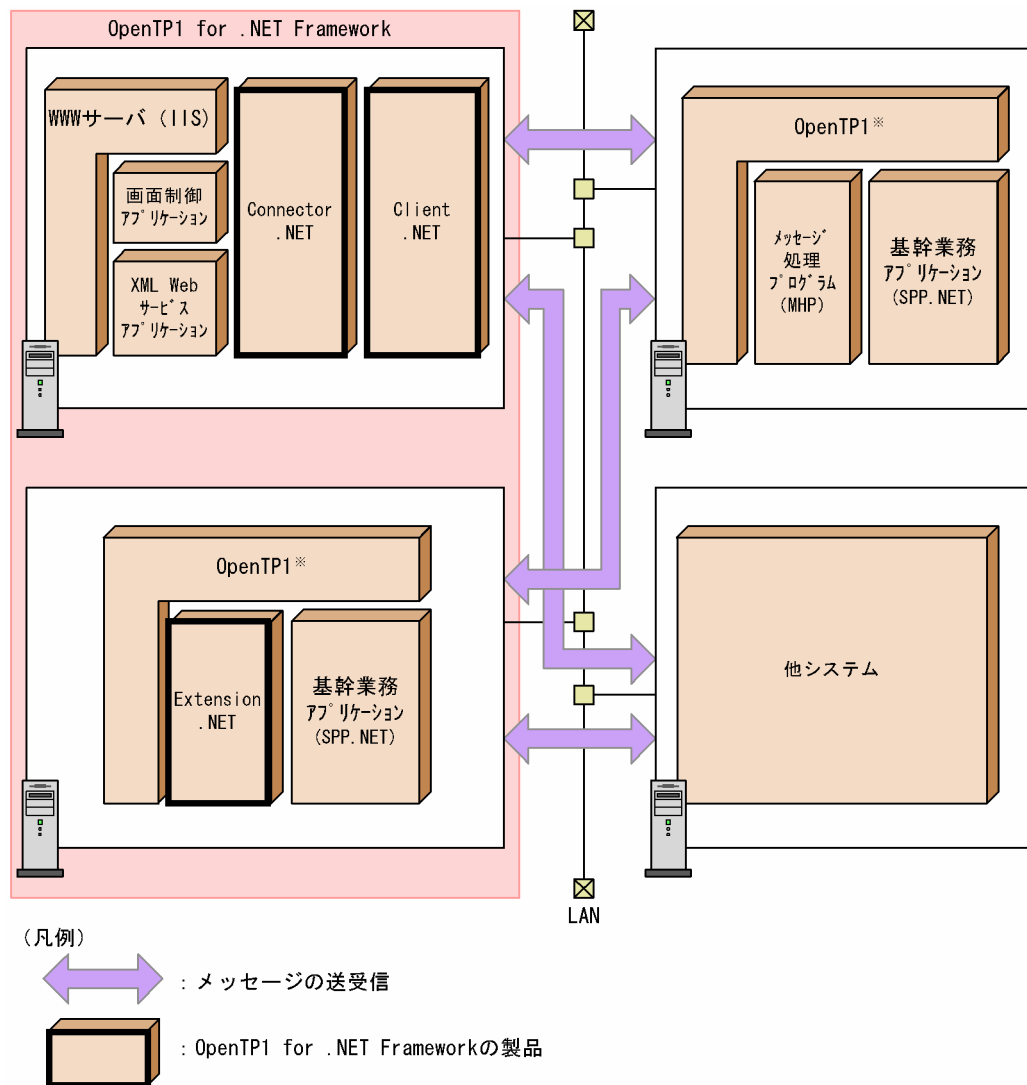 OpenTP1 for .NET Framework
WWWサーバ (IIS)
画面制御
アプリケーション
XML Web
サービス
アプリケーション
Connector
.NET
Client
.NET
OpenTP1※
メッセージ
処理
プログラム
(MHP)
基幹業務
アプリケーション
(SPP.NET)
OpenTP1※
Extension
.NET
基幹業務
アプリケーション
(SPP.NET)
他システム
LAN
(凡例)
：メッセージの送受信
：OpenTP1 for .NET Frameworkの製品